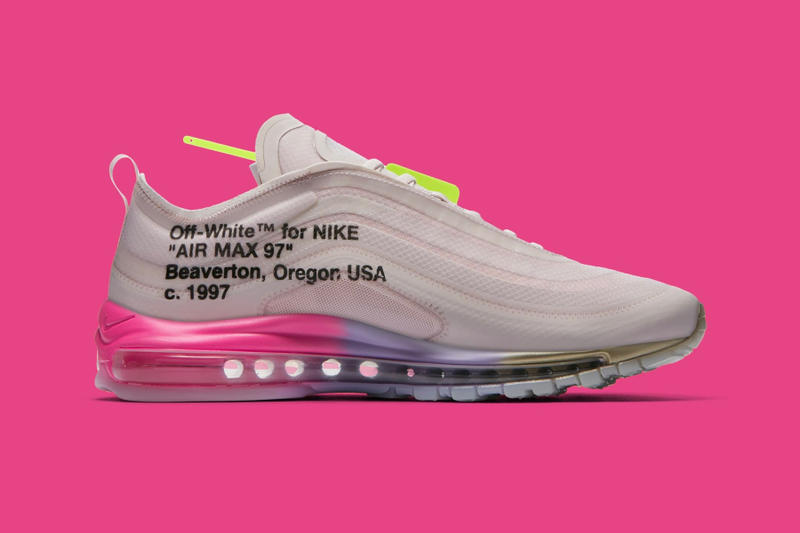 Off-White™ for NIKE
"AIR MAX 97"
Beaverton, Oregon USA
c. 1997